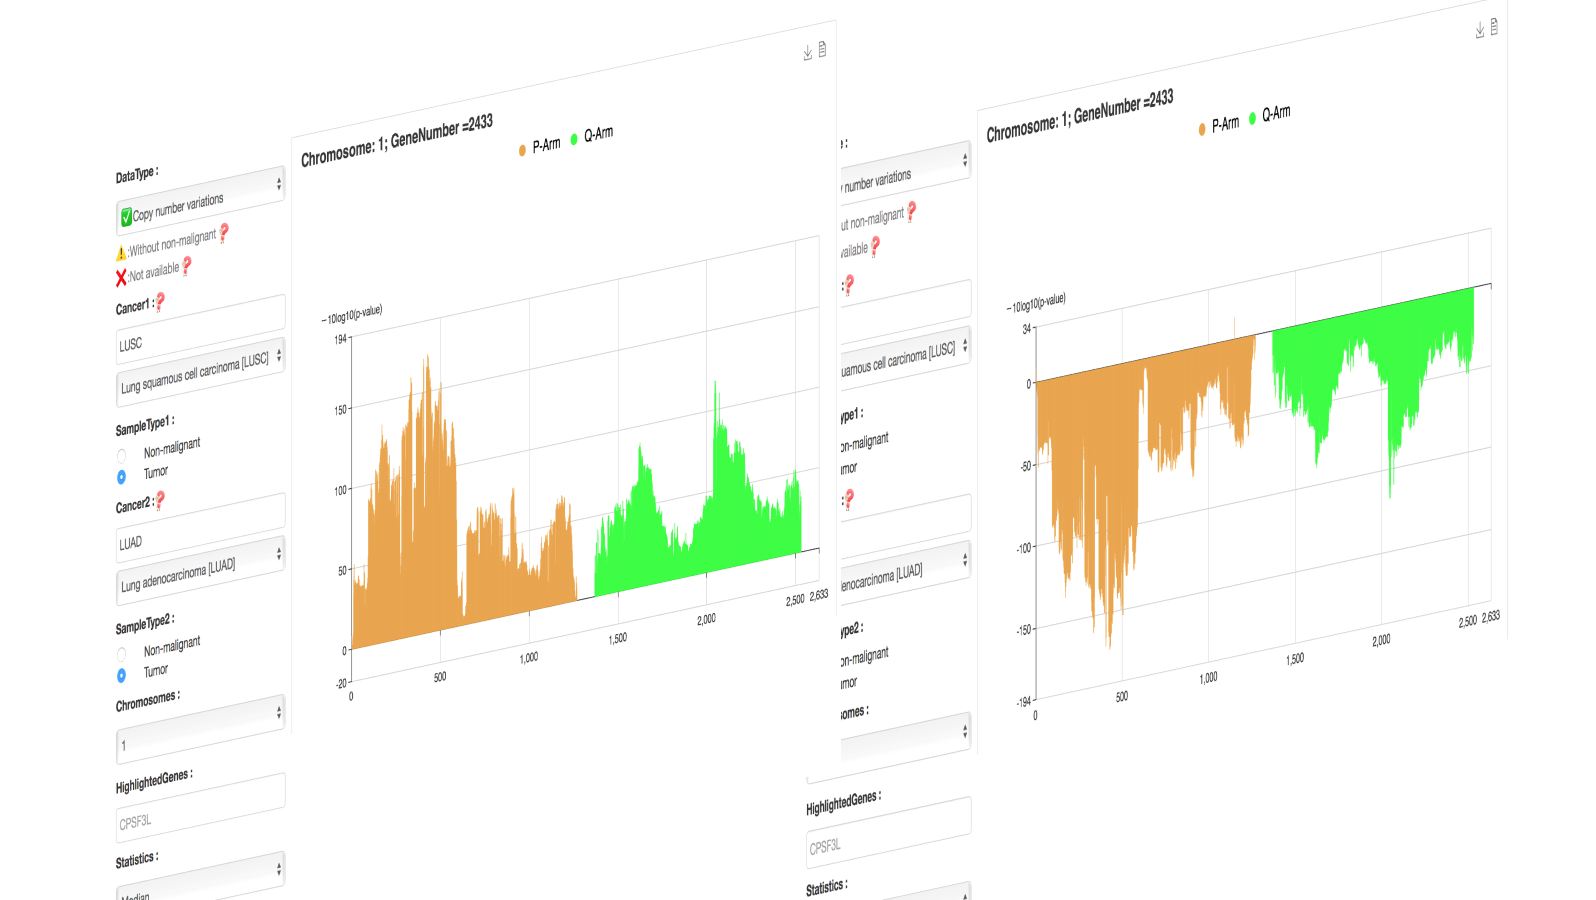 Chromosome: 1; GeneNumber =2433
P-Arm
Q-Arm
DataType :
Copy number variations
:Without non-malignant
:Not available
Cancer1 :
LUSC
Lung squamous cell carcinoma [LUSC]
SampleType1 :
Non-malignant
Tumor
Cancer2 :
LUAD
Lung adenocarcinoma [LUAD]
SampleType2 :
Non-malignant
Tumor
Chromosomes :
1
HighlightedGenes :
CPSF3L
Statistics :
Median
−10log10(p-value)
194
150
100
50
0
-20
0
500
1,000
1,500
2,000
2,500
2,633
Chromosome: 1; GeneNumber =2433
P-Arm
Q-Arm
e :
y number variations
ut non-malignant
vailable
:
uamous cell carcinoma [LUSC]
ype1 :
on-malignant
mor
:
enocarcinoma [LUAD]
ype2 :
on-malignant
mor
somes :
HighlightedGenes :
CPSF3L
Statistics :
−10log10(p-value)
34
0
-50
-100
-150
-194
0
500
1,000
1,500
2,000
2,500
2,633